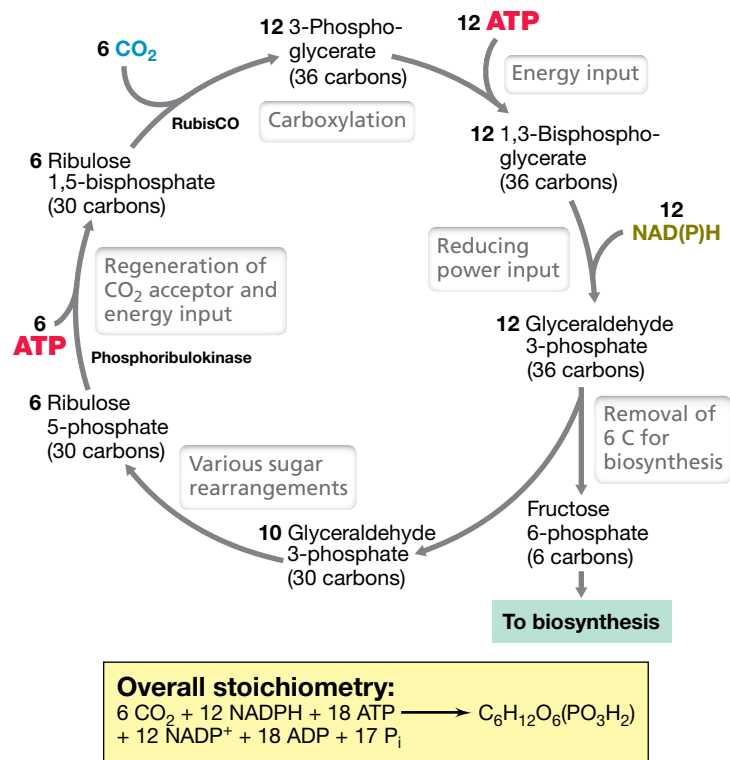 12 3-Phospho-
glycerate
(36 carbons)
12 ATP
Energy input
6 CO₂
RubisCO
Carboxylation
12 1,3-Bisphospho-
glycerate
(36 carbons)
6 Ribulose
1,5-bisphosphate
(30 carbons)
12
NAD(P)H
Reducing
power input
Regeneration of
CO₂ acceptor and
energy input
6
ATP
Phosphoribulokinase
12 Glyceraldehyde
3-phosphate
(36 carbons)
6 Ribulose
5-phosphate
(30 carbons)
Removal of
6 C for
biosynthesis
Various sugar
rearrangements
10 Glyceraldehyde
3-phosphate
(30 carbons)
Fructose
6-phosphate
(6 carbons)
To biosynthesis
Overall stoichiometry:
6 CO₂ + 12 NADPH + 18 ATP ⟶ C₆H₁₂O₆(PO₃H₂)
+ 12 NADP⁺ + 18 ADP + 17 Pᵢ